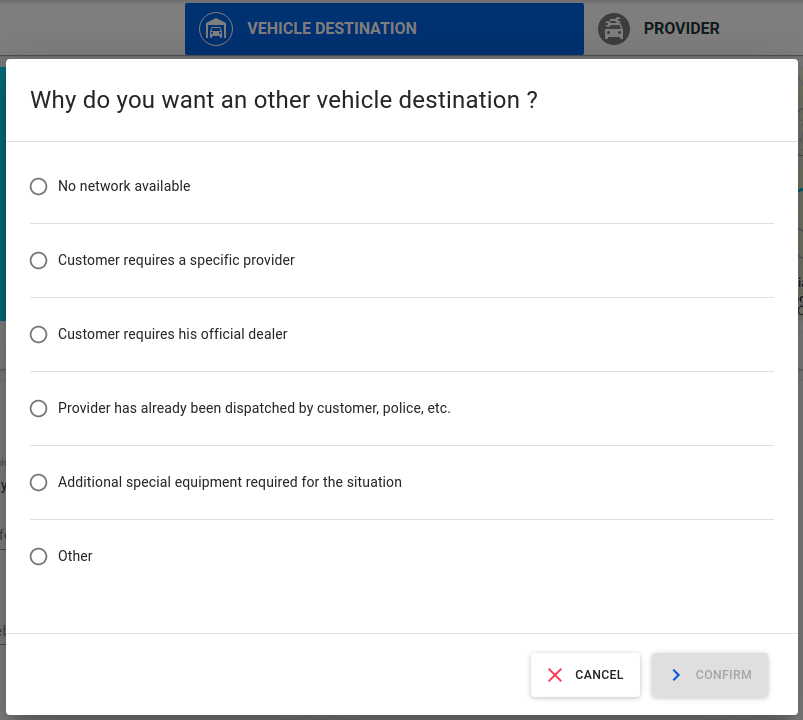 VEHICLE DESTINATION
PROVIDER
Why do you want an other vehicle destination ?
No network available
Customer requires a specific provider
Customer requires his official dealer
Provider has already been dispatched by customer, police, etc.
Additional special equipment required for the situation
Other
CANCEL
CONFIRM